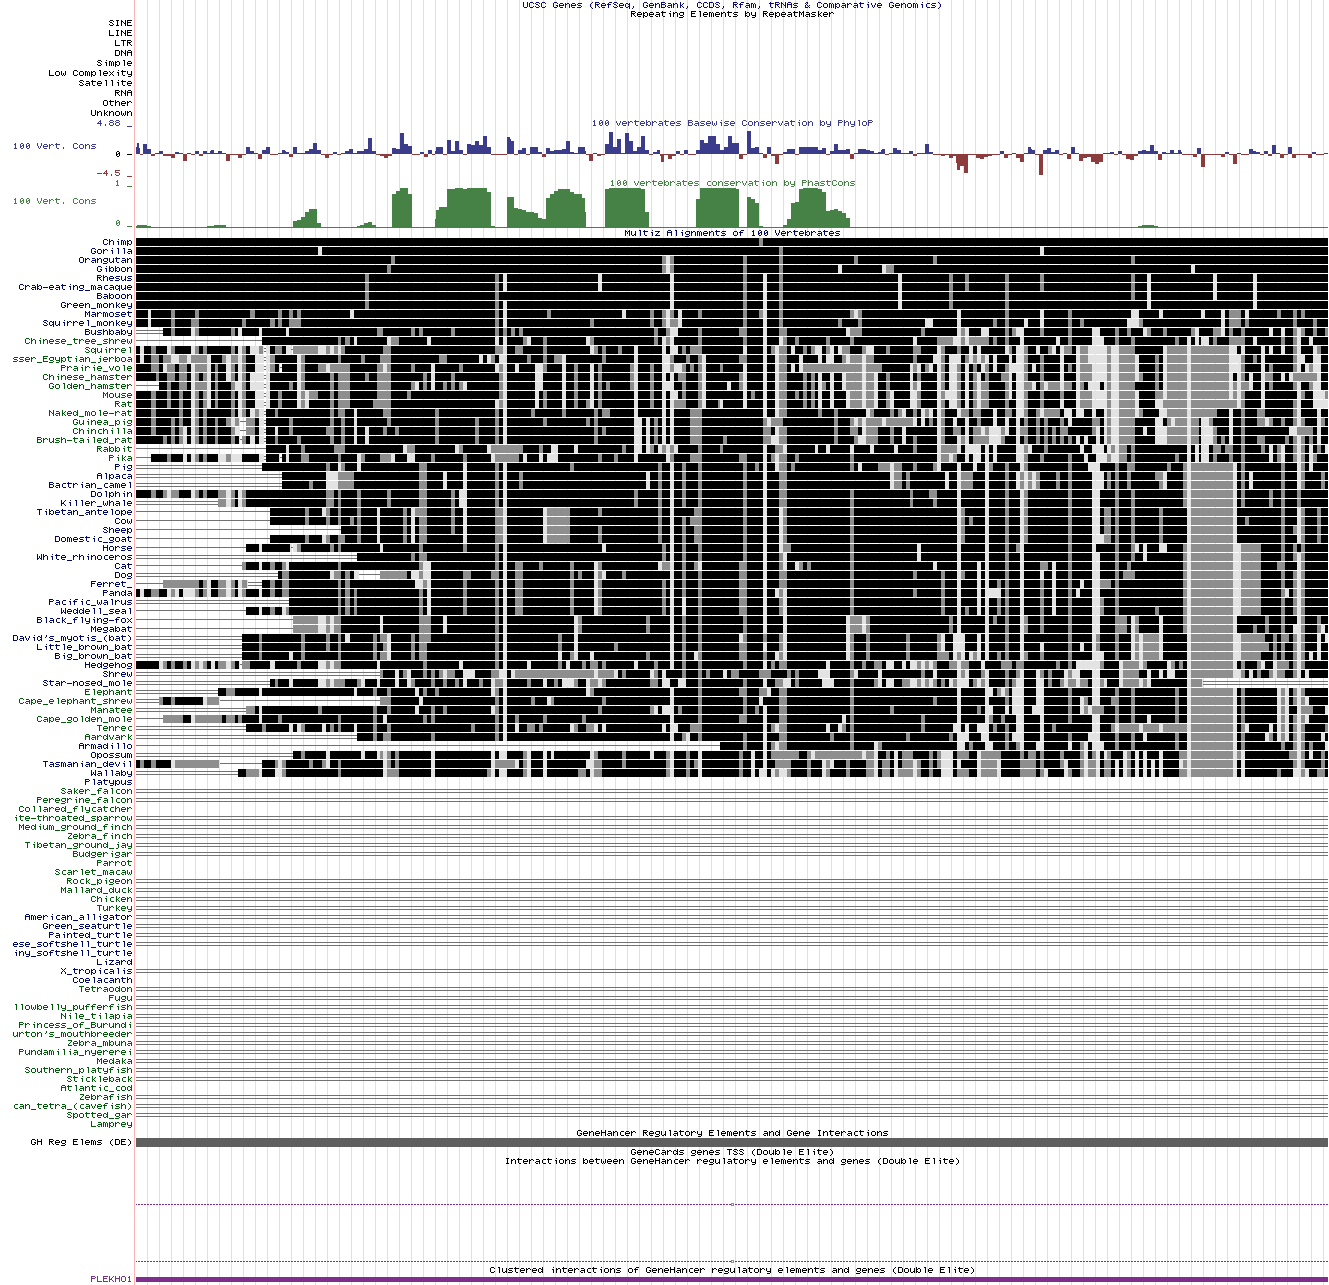 UCSC Genes (RefSeq, GenBank, CCDS, Rfam, tRNAs & Comparative Genomics)
Repeating Elements by RepeatMasker
SINE
LINE
LTR
DNA
Simple
Low Complexity
Satellite
RNA
Other
Unknown
4.88 _
100 vertebrates Basewise Conservation by PhyloP
100 Vert. Cons
0 _
-4.5 _
1 _
100 vertebrates conservation by PhastCons
100 Vert. Cons
0 _
Multiz Alignments of 100 Vertebrates
Chimp
Gorilla
Orangutan
Gibbon
Rhesus
Crab-eating_macaque
Baboon
Green_monkey
Marmoset
Squirrel_monkey
Bushbaby
Chinese_tree_shrew
Squirrel
sser_Egyptian_jerboa
Prairie_vole
Chinese_hamster
Golden_hamster
Mouse
Rat
Naked_mole-rat
Guinea_pig
Chinchilla
Brush-tailed_rat
Rabbit
Pika
Pig
Alpaca
Bactrian_camel
Dolphin
Killer_whale
Tibetan_antelope
Cow
Sheep
Domestic_goat
Horse
White_rhinoceros
Cat
Dog
Ferret_
Panda
Pacific_walrus
Weddell_seal
Black_flying-fox
Megabat
David's_myotis_(bat)
Little_brown_bat
Big_brown_bat
Hedgehog
Shrew
Star-nosed_mole
Elephant
Cape_elephant_shrew
Manatee
Cape_golden_mole
Tenrec
Aardvark
Armadillo
Opossum
Tasmanian_devil
Wallaby
Platypus
Saker_falcon
Peregrine_falcon
Collared_flycatcher
ite-throated_sparrow
Medium_ground_finch
Zebra_finch
Tibetan_ground_jay
Budgerigar
Parrot
Scarlet_macaw
Rock_pigeon
Mallard_duck
Chicken
Turkey
American_alligator
Green_seaturtle
Painted_turtle
ese_softshell_turtle
iny_softshell_turtle
Lizard
X_tropicalis
Coelacanth
Tetraodon
Fugu
llowbelly_pufferfish
Nile_tilapia
Princess_of_Burundi
urton's_mouthbreeder
Zebra_mbuna
Pundamilia_nyererei
Medaka
Southern_platyfish
Stickleback
Atlantic_cod
Zebrafish
can_tetra_(cavefish)
Spotted_gar
Lamprey
GeneHancer Regulatory Elements and Gene Interactions
GH Reg Elems (DE)
GeneCards genes TSS (Double Elite)
Interactions between GeneHancer regulatory elements and genes (Double Elite)
Clustered interactions of GeneHancer regulatory elements and genes (Double Elite)
PLEKHO1